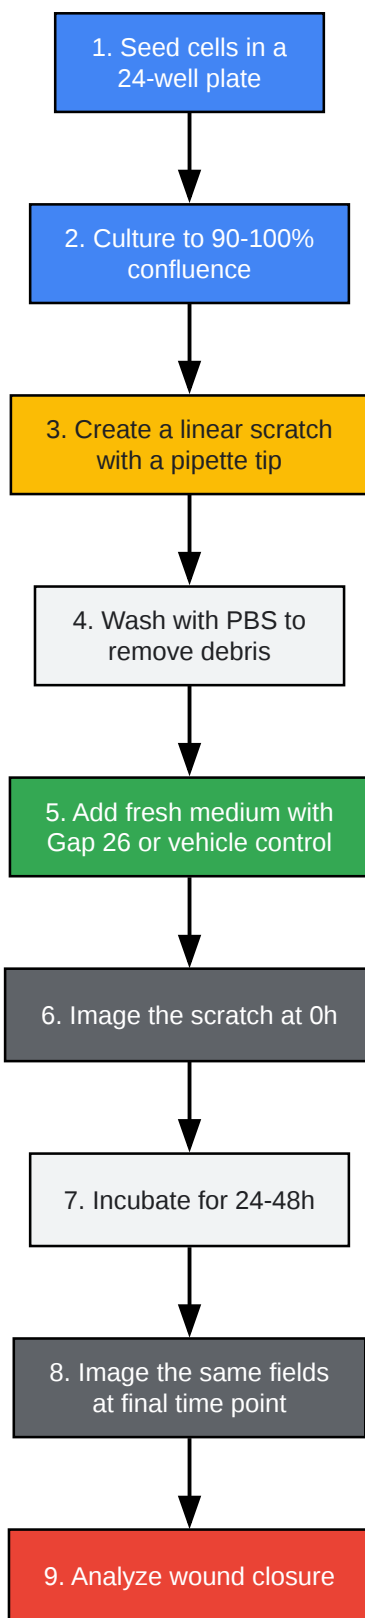 1. Seed cells in a
24-well plate
2. Culture to 90-100%
confluence
3. Create a linear scratch
with a pipette tip
4. Wash with PBS to
remove debris
5. Add fresh medium with
Gap 26 or vehicle control
6. Image the scratch at 0h
7. Incubate for 24-48h
8. Image the same fields
at final time point
9. Analyze wound closure